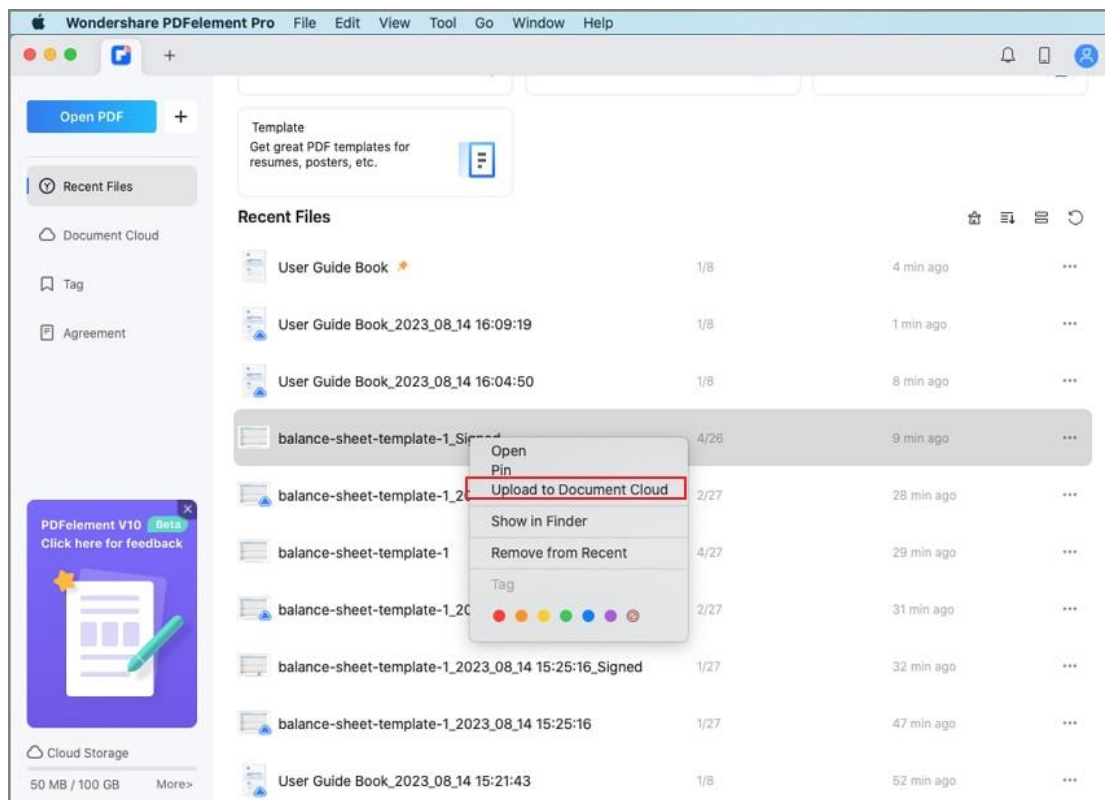 Wondershare PDFelement Pro File Edit View Tool Go Window Help
Open PDF
Recent Files
Document Cloud
Tag
Agreement
PDFelement V10 Beta
Click here for feedback
Cloud Storage
50 MB / 100 GB More>
Template
Get great PDF templates for
resumes, posters, etc.
Recent Files
User Guide Book 1/8 4 min ago
User Guide Book_2023_08_14 16:09:19 1/8 1 min ago
User Guide Book_2023_08_14 16:04:50 1/8 8 min ago
balance-sheet-template-1_Signed 4/26 9 min ago
balance-sheet-template-1_20 2/27 28 min ago
balance-sheet-template-1 4/27 29 min ago
balance-sheet-template-1_20 2/27 31 min ago
balance-sheet-template-1_2023_08_14 15:25:16_Signed 1/27 32 min ago
balance-sheet-template-1_2023_08_14 15:25:16 1/27 47 min ago
User Guide Book_2023_08_14 15:21:43 1/8 52 min ago
Open
Pin
Upload to Document Cloud
Show in Finder
Remove from Recent
Tag